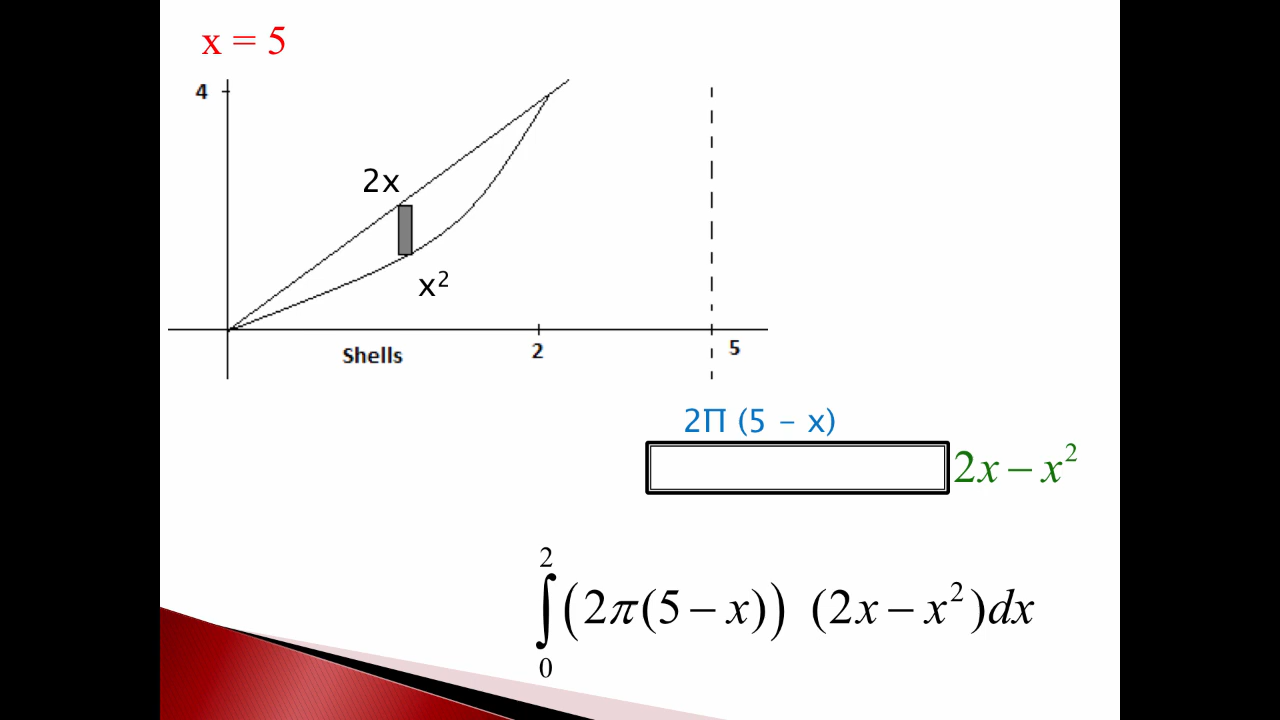 x = 5
4
2x
x²
Shells
2
5
2Π (5 – x)
2x − x²
∫₀² (2π(5 − x)) (2x − x²)dx